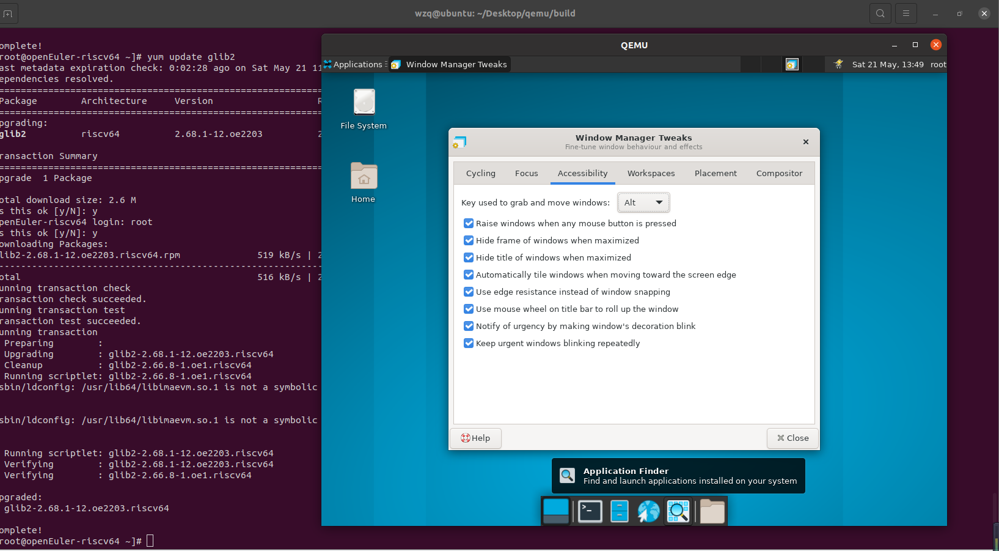 wzq@ubuntu: ~/Desktop/qemu/build
omplete!
root@openEuler-riscv64 ~]# yum update glib2
ast metadata expiration check: 0:02:28 ago on Sat May 21 11
ependencies resolved.
Package Architecture Version R
pgrading:
glib2 riscv64 2.68.1-12.oe2203 2
ransaction Summary
pgrade 1 Package
otal download size: 2.6 M
s this ok [y/N]: y
penEuler-riscv64 login: root
s this ok [y/N]: y
ownloading Packages:
lib2-2.68.1-12.oe2203.riscv64.rpm 519 kB/s | 2
otal 516 kB/s | 2
unning transaction check
ransaction check succeeded.
unning transaction test
ransaction test succeeded.
unning transaction
Preparing :
Upgrading : glib2-2.68.1-12.oe2203.riscv64
Cleanup : glib2-2.66.8-1.oe1.riscv64
Running scriptlet: glib2-2.66.8-1.oe1.riscv64
sbin/ldconfig: /usr/lib64/libimaevm.so.1 is not a symbolic
sbin/ldconfig: /usr/lib64/libimaevm.so.1 is not a symbolic
Running scriptlet: glib2-2.68.1-12.oe2203.riscv64
Verifying : glib2-2.68.1-12.oe2203.riscv64
Verifying : glib2-2.66.8-1.oe1.riscv64
pgraded:
glib2-2.68.1-12.oe2203.riscv64
omplete!
root@openEuler-riscv64 ~]#
QEMU
Applications Window Manager Tweaks Sat 21 May, 13:49 root
File System
Home
Window Manager Tweaks
Fine-tune window behaviour and effects
Cycling Focus Accessibility Workspaces Placement Compositor
Key used to grab and move windows: Alt
Raise windows when any mouse button is pressed
Hide frame of windows when maximized
Hide title of windows when maximized
Automatically tile windows when moving toward the screen edge
Use edge resistance instead of window snapping
Use mouse wheel on title bar to roll up the window
Notify of urgency by making window's decoration blink
Keep urgent windows blinking repeatedly
Help Close
Application Finder
Find and launch applications installed on your system